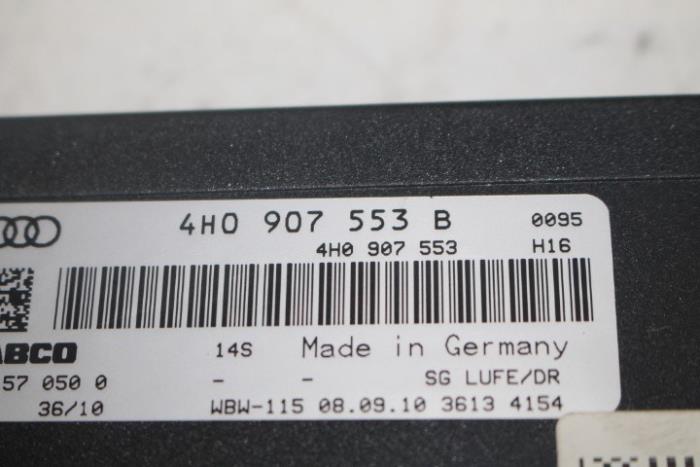 4H0 907 553 B 0095
4H0 907 553 H16
ABCO 14S Made in Germany
57 050 0 - - SG LUFE/DR
36/10 WBW-115 08.09.10 3613 4154